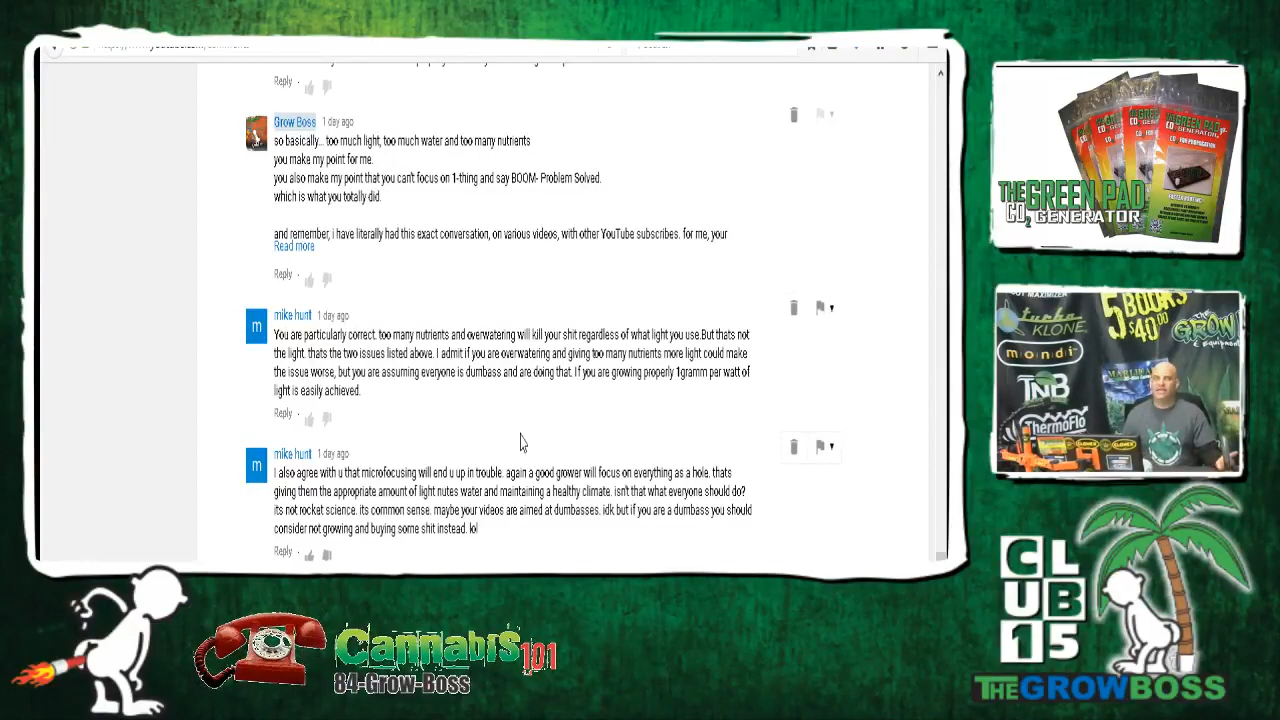 Reply
Grow Boss 1 day ago
so basically... too much light, too much water and too many nutrients
you make my point for me.
you also make my point that you can't focus on 1-thing and say BOOM- Problem Solved.
which is what you totally did.
and remember, i have literally had this exact conversation, on various videos, with other YouTube subscribes. for me, your
Read more
Reply
m
mike hunt 1 day ago
You are particularly correct. too many nutrients and overwatering will kill your shit regardless of what light you use.But thats not
the light. thats the two issues listed above. I admit if you are overwatering and giving too many nutrients more light could make
the issue worse, but you are assuming everyone is dumbass and are doing that. If you are growing properly 1gramm per watt of
light is easily achieved.
Reply
m
mike hunt 1 day ago
I also agree with u that microfocusing will end u up in trouble. again a good grower will focus on everything as a hole. thats
giving them the appropriate amount of light nutes water and maintaining a healthy climate. isn't that what everyone should do?
its not rocket science. its common sense. maybe your videos are aimed at dumbasses. idk but if you are a dumbass you should
consider not growing and buying some shit instead. lol
Reply
THE GREEN PAD
CO2 GENERATOR
turbo
KLONE
mondi
TNB
ThermoFlo
5 BOOKS
$40.00
The GROW
CLUB
15
THEGROWBOSS
Cannabis 101
84-Grow-Boss